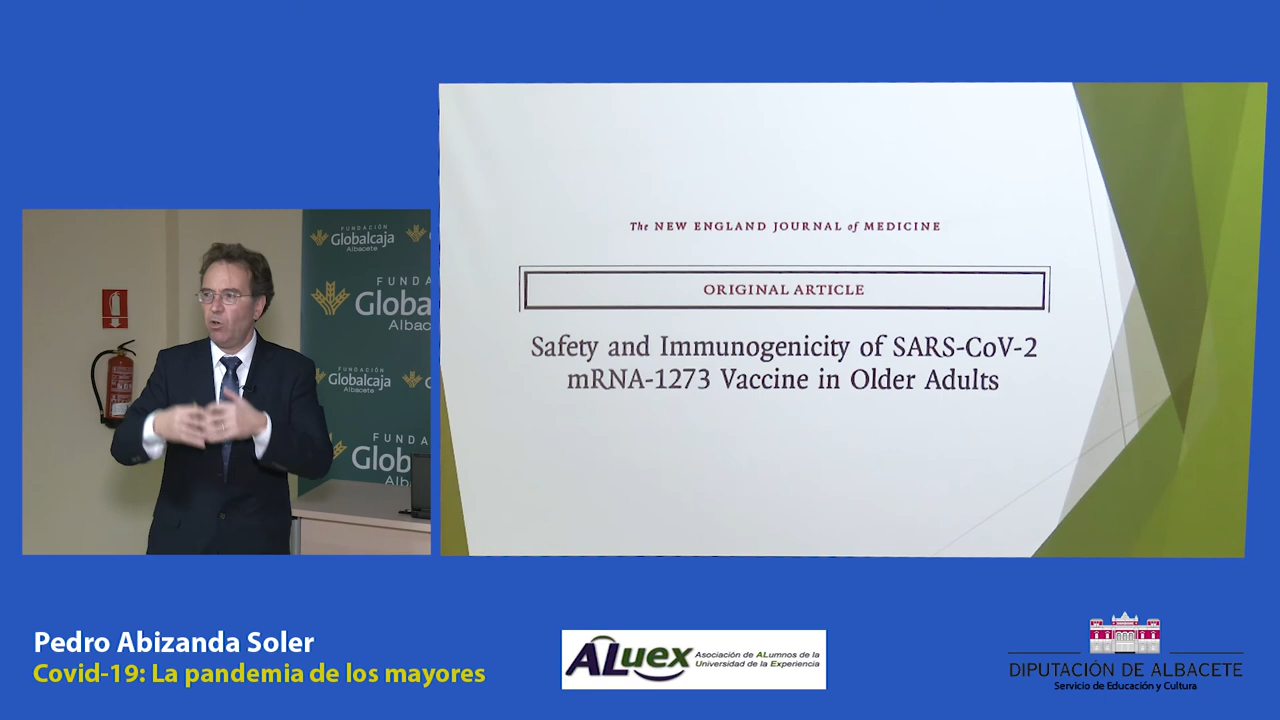 FUNDACIÓN
Globalcaja
Albacete
FUNDA
Globa
Albac
FUNDACIÓN
Globalcaja
Albacete
FUNDA
Glob
Alb
The NEW ENGLAND JOURNAL of MEDICINE
ORIGINAL ARTICLE
Safety and Immunogenicity of SARS-CoV-2
mRNA-1273 Vaccine in Older Adults
Pedro Abizanda Soler
Covid-19: La pandemia de los mayores
ALUEX
Asociación de ALumnos de la
Universidad de la Experiencia
DIPUTACIÓN DE ALBACETE
Servicio de Educación y Cultura